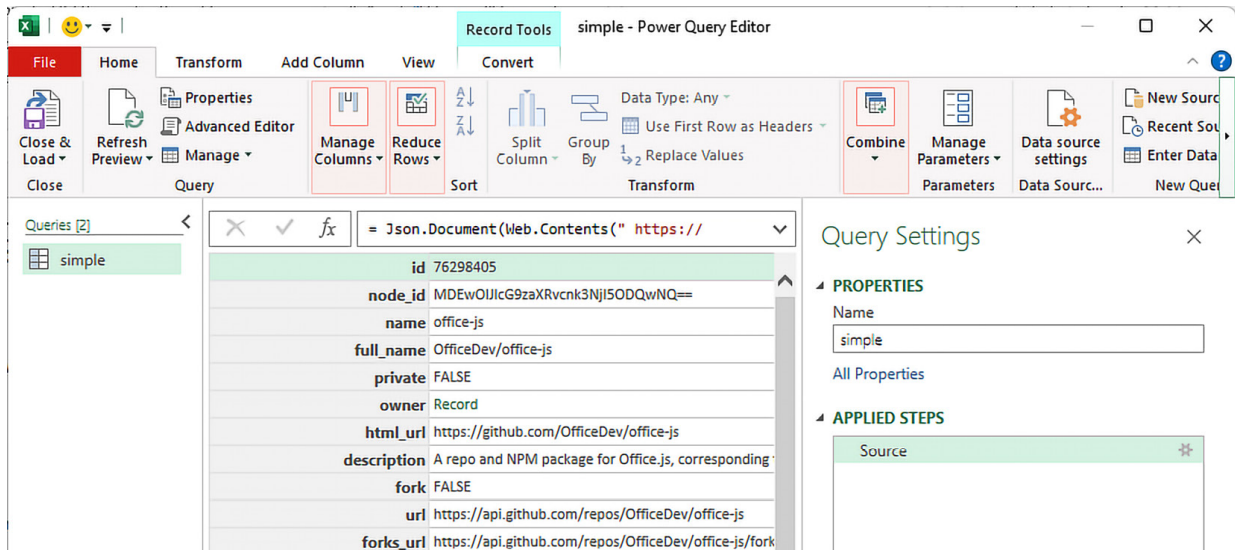 Record Tools simple - Power Query Editor
File Home Transform Add Column View Convert
Close & Load
Close
Refresh Preview
Properties
Advanced Editor
Manage
Query
Manage Columns
Reduce Rows
Sort
Split Column
Group By
Data Type: Any
Use First Row as Headers
Replace Values
Transform
Combine
Manage Parameters
Parameters
Data source settings
Data Sourc...
New Sourc
Recent Sou
Enter Data
New Quer
Queries [2]
simple
fx = Json.Document(Web.Contents(" https://
id 76298405
node_id
name office-js
full_name OfficeDev/office-js
private FALSE
owner Record
html_url https://github.com/OfficeDev/office-js
description A repo and NPM package for Office.js, corresponding
fork FALSE
url https://api.github.com/repos/OfficeDev/office-js
forks_url https://api.github.com/repos/OfficeDev/office-js/fork
Query Settings
PROPERTIES
Name
simple
All Properties
APPLIED STEPS
Source